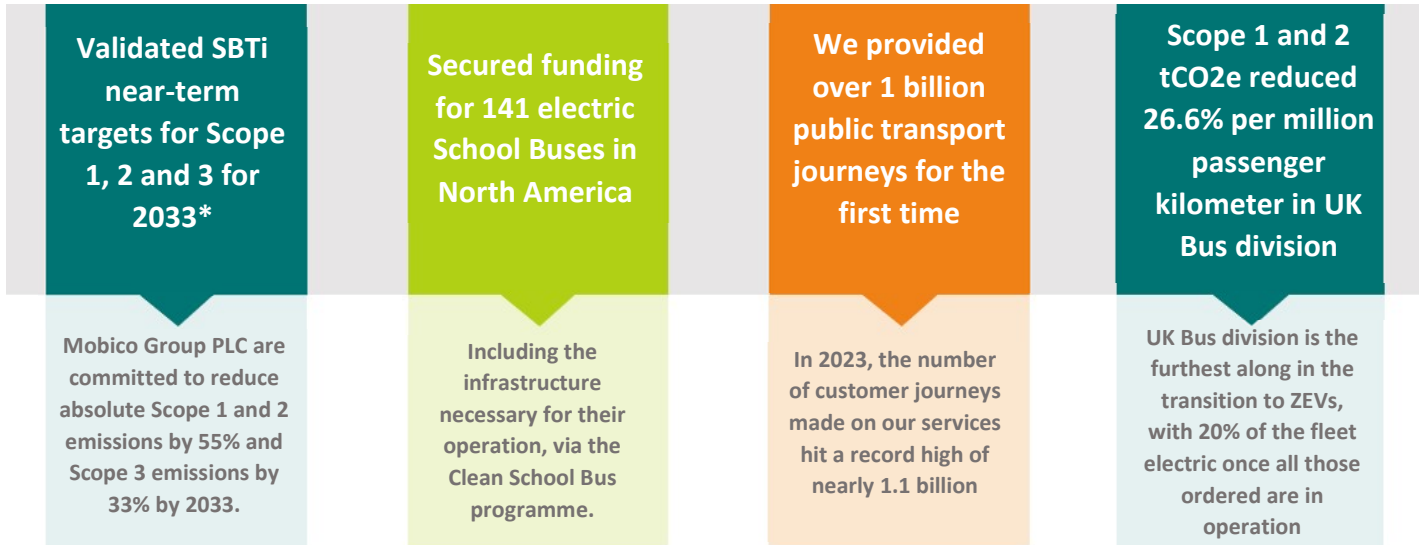 Validated SBTi
near-term
targets for Scope
1, 2 and 3 for
2033*
Mobico Group PLC are
committed to reduce
absolute Scope 1 and 2
emissions by 55% and
Scope 3 emissions by
33% by 2033.
Secured funding
for 141 electric
School Buses in
North America
Including the
infrastructure
necessary for their
operation, via the
Clean School Bus
programme.
We provided
over 1 billion
public transport
journeys for the
first time
In 2023, the number
of customer journeys
made on our services
hit a record high of
nearly 1.1 billion
Scope 1 and 2
tCO2e reduced
26.6% per million
passenger
kilometer in UK
Bus division
UK Bus division is the
furthest along in the
transition to ZEVs,
with 20% of the fleet
electric once all those
ordered are in
operation